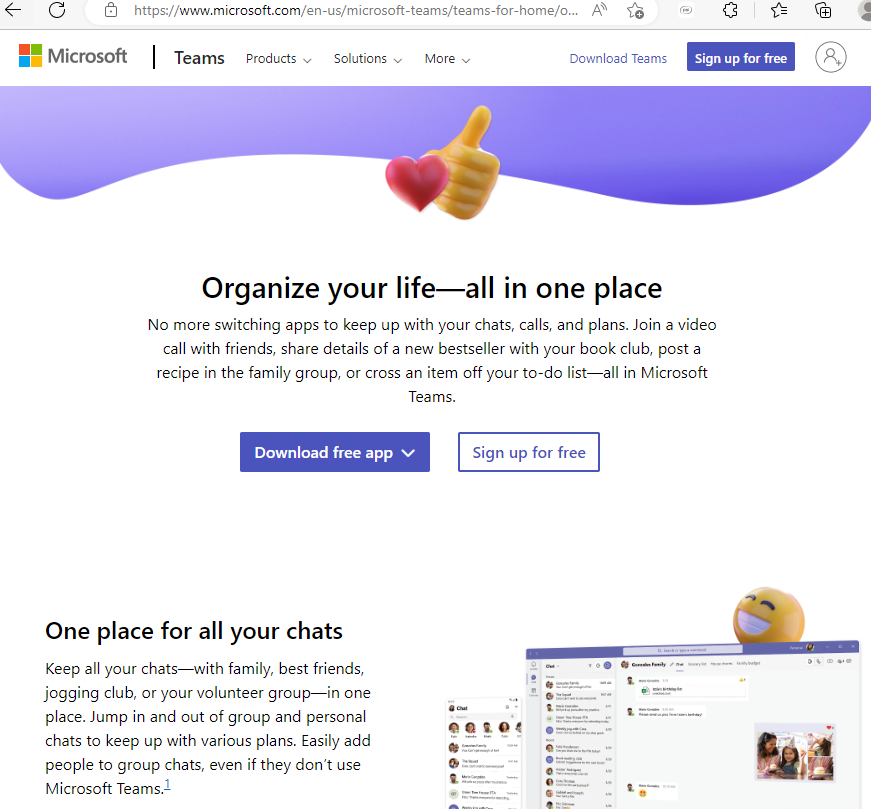 https://www.microsoft.com/en-us/microsoft-teams/teams-for-home/o...
Microsoft
Teams
Products
Solutions
More
Download Teams
Sign up for free
Organize your life—all in one place
No more switching apps to keep up with your chats, calls, and plans. Join a video
call with friends, share details of a new bestseller with your book club, post a
recipe in the family group, or cross an item off your to-do list—all in Microsoft
Teams.
Download free app
Sign up for free
One place for all your chats
Keep all your chats—with family, best friends,
jogging club, or your volunteer group—in one
place. Jump in and out of group and personal
chats to keep up with various plans. Easily add
people to group chats, even if they don’t use
Microsoft Teams.1
Chat
Gonzales Family
The Squad
Chat
Gonzales Family
Chat